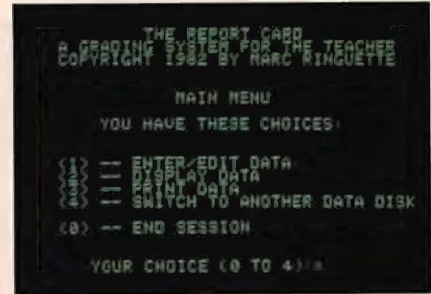 THE REPORT CARD
A GRADING SYSTEM FOR THE TEACHER
COPYRIGHT 1982 BY MARC RINGUETTE
MAIN MENU
YOU HAVE THESE CHOICES:
<1> -- ENTER/EDIT DATA
<2> -- DISPLAY DATA
<3> -- PRINT DATA
<4> -- SWITCH TO ANOTHER DATA DISK
<0> -- END SESSION
YOUR CHOICE (0 TO 4):